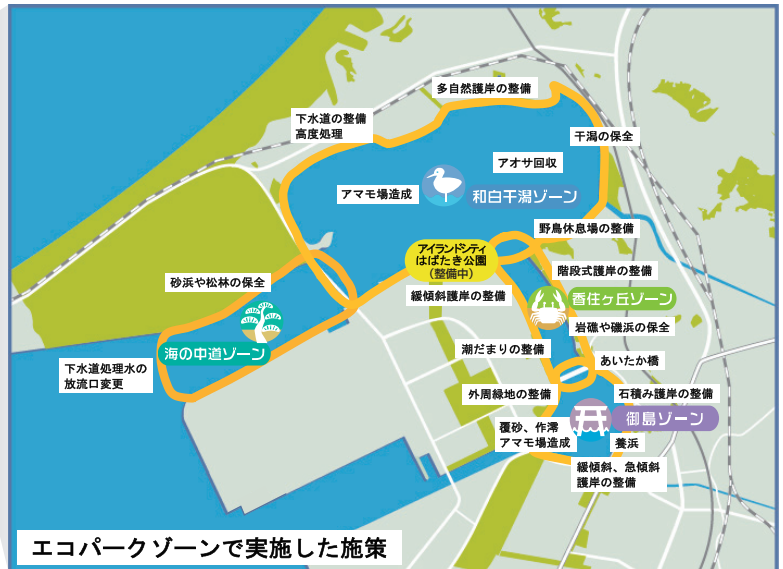 多自然護岸の整備
下水道の整備
高度処理
干潟の保全
アオサ回収
アマモ場造成
和白干潟ゾーン
野鳥休息場の整備
アイランドシティ
はばたき公園
(整備中)
階段式護岸の整備
砂浜や松林の保全
緩傾斜護岸の整備
香住ヶ丘ゾーン
岩礁や磯浜の保全
海の中道ゾーン
潮だまりの整備
あいたか橋
下水道処理水の
放流口変更
外周緑地の整備
石積み護岸の整備
御島ゾーン
覆砂、作澪
アマモ場造成
養浜
緩傾斜、急傾斜
護岸の整備
エコパークゾーンで実施した施策